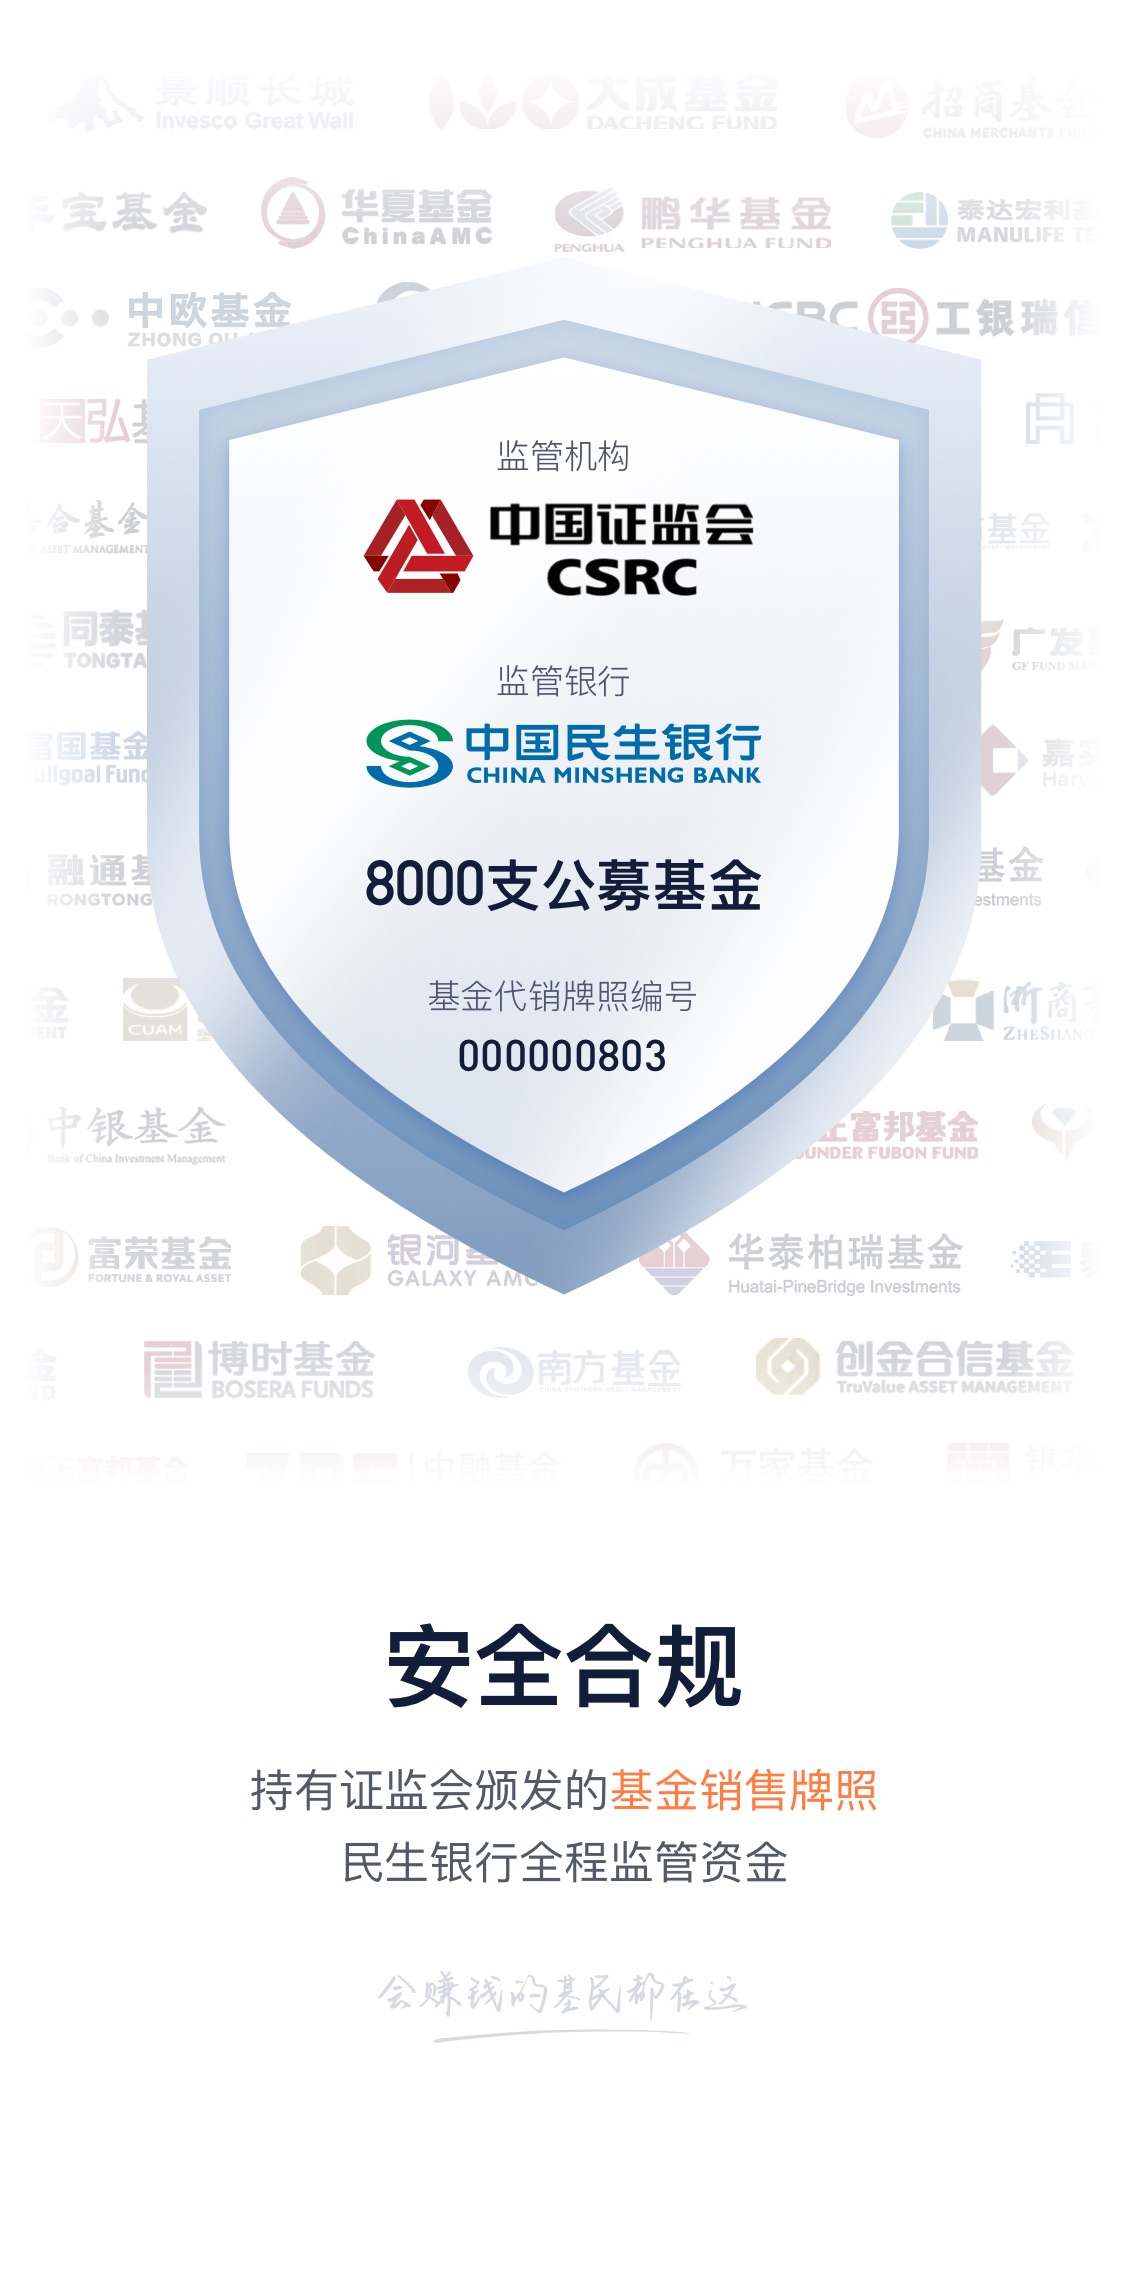 景顺长城
Invesco Great Wall
大成基金
DACHENG FUND
招商基金
CHINA MERCHANTS FUND
宝基金
华夏基金
ChinaAMC
PENGHUA
鹏华基金
PENGHUA FUND
泰达宏利基
MANULIFE TE
中欧基金
ZHONG OU
工银瑞信
天弘基
合基金
ASSET MANAGEMENT
基金
同泰基
TONGTA
广发基
GF FUND MAN
富国基金
Fullgoal Fund
嘉实
Harv
融通基
RONGTONG
基金
estments
金
CUAM
浙商基
ZHESHANG
中银基金
Bank of China Investment Management
正富邦基金
OUNDER FUBON FUND
富荣基金
FORTUNE & ROYAL ASSET
银河基
GALAXY AMC
华泰柏瑞基金
Huatai-PineBridge Investments
博时基金
BOSERA FUNDS
南方基金
CHINA SOUTHERN ASSET MANAGEMENT
创金合信基金
TruValue ASSET MANAGEMENT
正富邦基金
中融基金
万家基金
监管机构
中国证监会
CSRC
监管银行
中国民生银行
CHINA MINSHENG BANK
8000支公募基金
基金代销牌照编号
000000803
安全合规
持有证监会颁发的基金销售牌照
民生银行全程监管资金
会赚钱的基民都在这